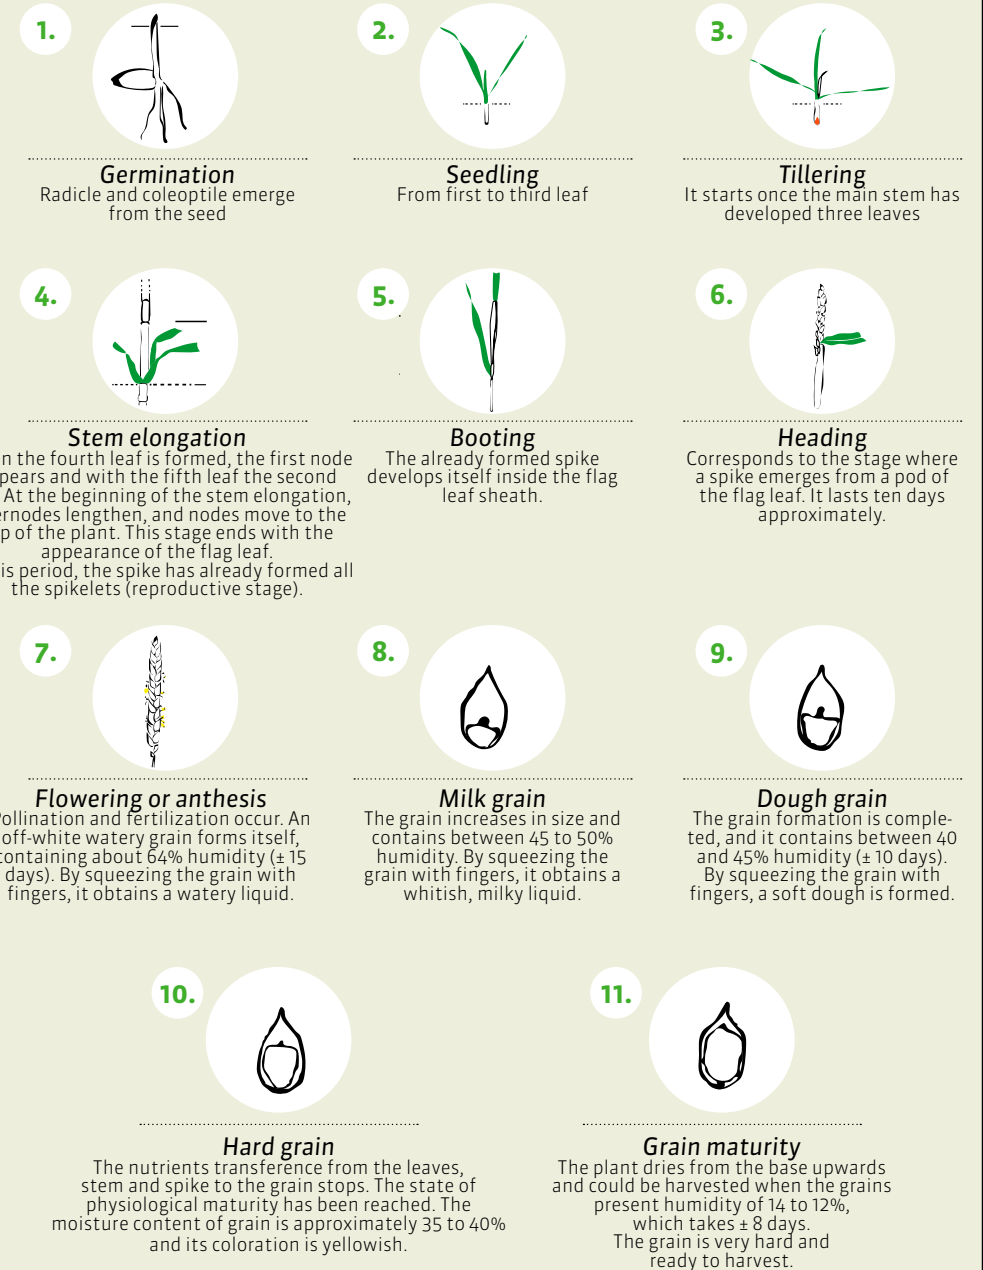 1.
Germination
Radicle and coleoptile emerge
from the seed
2.
Seedling
From first to third leaf
3.
Tillering
It starts once the main stem has
developed three leaves
4.
Stem elongation
n the fourth leaf is formed, the first node
pears and with the fifth leaf the second
At the beginning of the stem elongation,
ernodes lengthen, and nodes move to the
p of the plant. This stage ends with the
appearance of the flag leaf.
is period, the spike has already formed all
the spikelets (reproductive stage).
5.
Booting
The already formed spike
develops itself inside the flag
leaf sheath.
6.
Heading
Corresponds to the stage where
a spike emerges from a pod of
the flag leaf. It lasts ten days
approximately.
7.
Flowering or anthesis
Pollination and fertilization occur. An
off-white watery grain forms itself,
containing about 64% humidity (± 15
days). By squeezing the grain with
fingers, it obtains a watery liquid.
8.
Milk grain
The grain increases in size and
contains between 45 to 50%
humidity. By squeezing the
grain with fingers, it obtains a
whitish, milky liquid.
9.
Dough grain
The grain formation is comple-
ted, and it contains between 40
and 45% humidity (± 10 days).
By squeezing the grain with
fingers, a soft dough is formed.
10.
Hard grain
The nutrients transference from the leaves,
stem and spike to the grain stops. The state of
physiological maturity has been reached. The
moisture content of grain is approximately 35 to 40%
and its coloration is yellowish.
11.
Grain maturity
The plant dries from the base upwards
and could be harvested when the grains
present humidity of 14 to 12%,
which takes ± 8 days.
The grain is very hard and
ready to harvest.